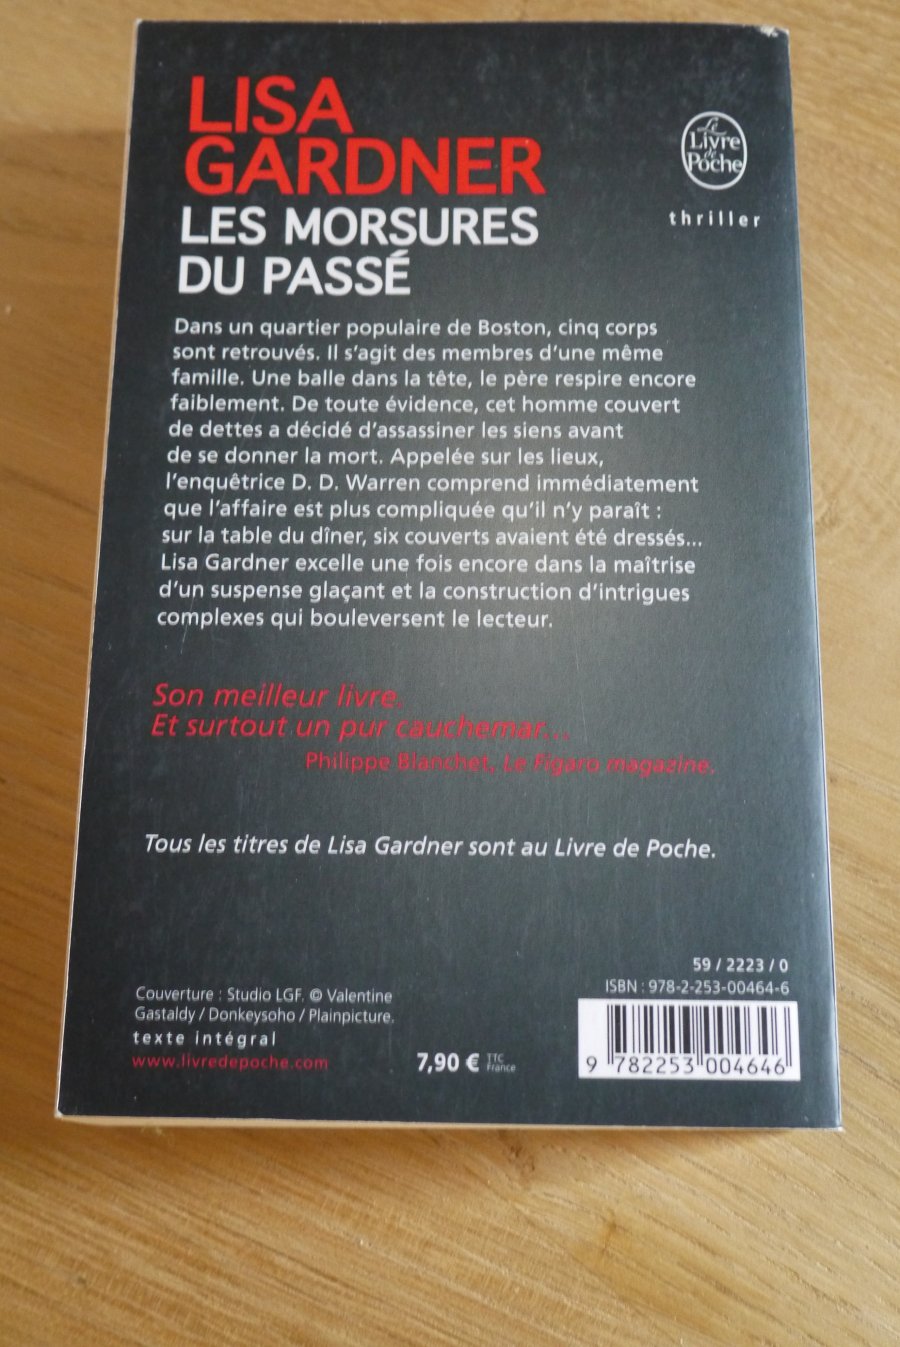 LISA
GARDNER
LES MORSURES
DU PASSÉ
Le
Livre
de
Poche
thriller
Dans un quartier populaire de Boston, cinq corps
sont retrouvés. Il s'agit des membres d'une même
famille. Une balle dans la tête, le père respire encore
faiblement. De toute évidence, cet homme couvert
de dettes a décidé d'assassiner les siens avant
de se donner la mort. Appelée sur les lieux,
l'enquêtrice D. D. Warren comprend immédiatement
que l'affaire est plus compliquée qu'il n'y paraît :
sur la table du dîner, six couverts avaient été dressés...
Lisa Gardner excelle une fois encore dans la maîtrise
d'un suspense glaçant et la construction d'intrigues
complexes qui bouleversent le lecteur.
Son meilleur livre.
Et surtout un pur cauchemar...
Philippe Blanchet, Le Figaro magazine.
Tous les titres de Lisa Gardner sont au Livre de Poche.
59 / 2223 / 0
ISBN : 978-2-253-00464-6
Couverture : Studio LGF. © Valentine
Gastaldy / Donkeysoho / Plainpicture.
texte intégral
www.livredepoche.com
7,90 € TTC
France
9 782253 004646